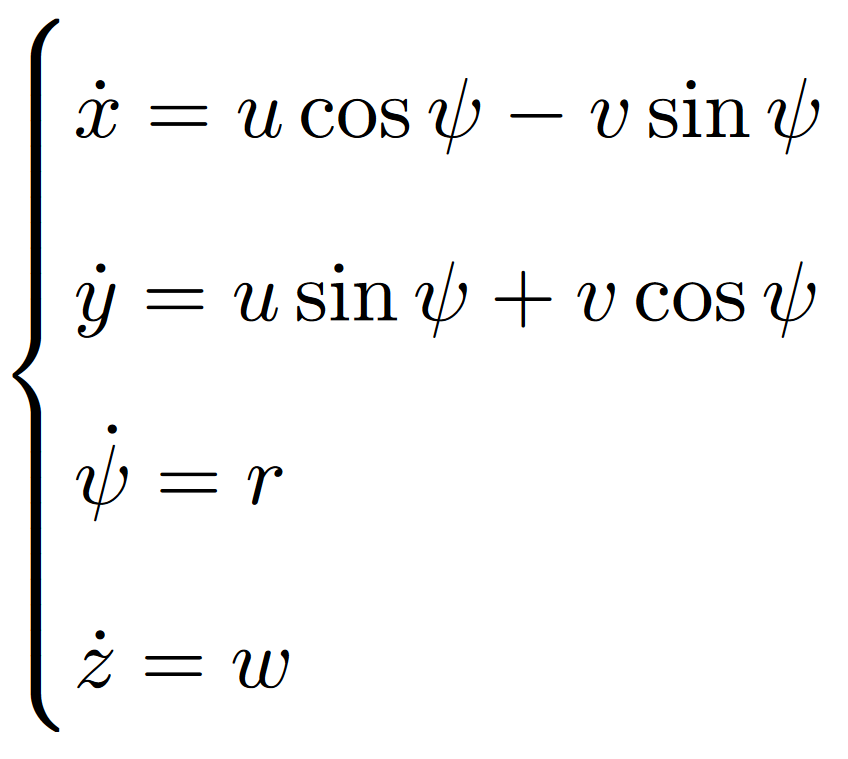 ẋ = u cos ψ − v sin ψ
ẏ = u sin ψ + v cos ψ
ψ̇ = r
ż = w